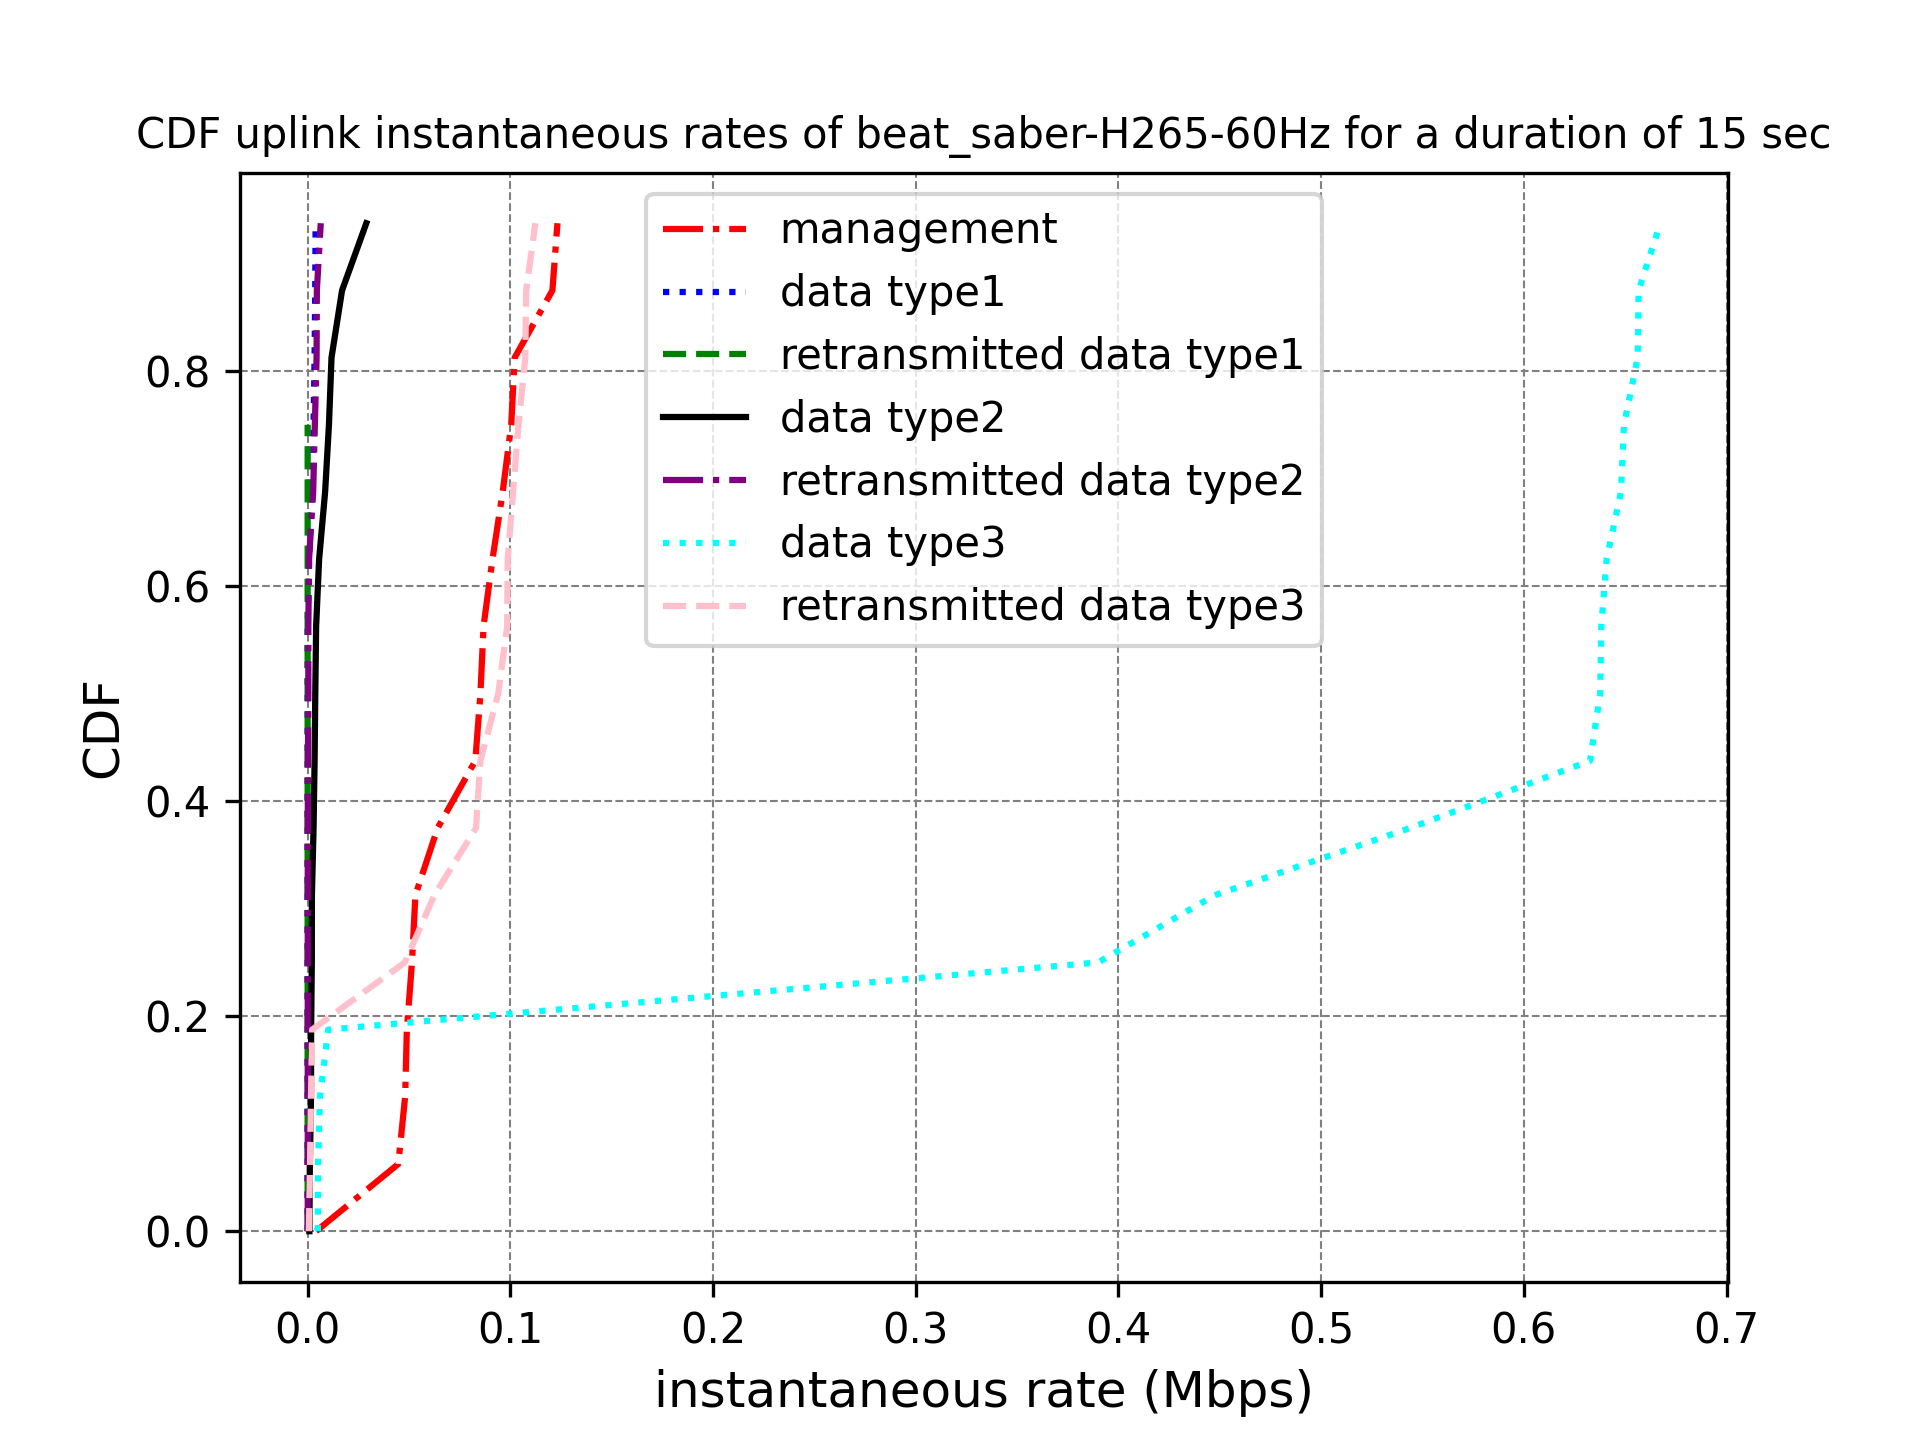 CDF uplink instantaneous rates of beat_saber-H265-60Hz for a duration of 15 sec
management
data type1
retransmitted data type1
data type2
retransmitted data type2
data type3
retransmitted data type3
CDF
0.8
0.6
0.4
0.2
0.0
0.0 0.1 0.2 0.3 0.4 0.5 0.6 0.7
instantaneous rate (Mbps)